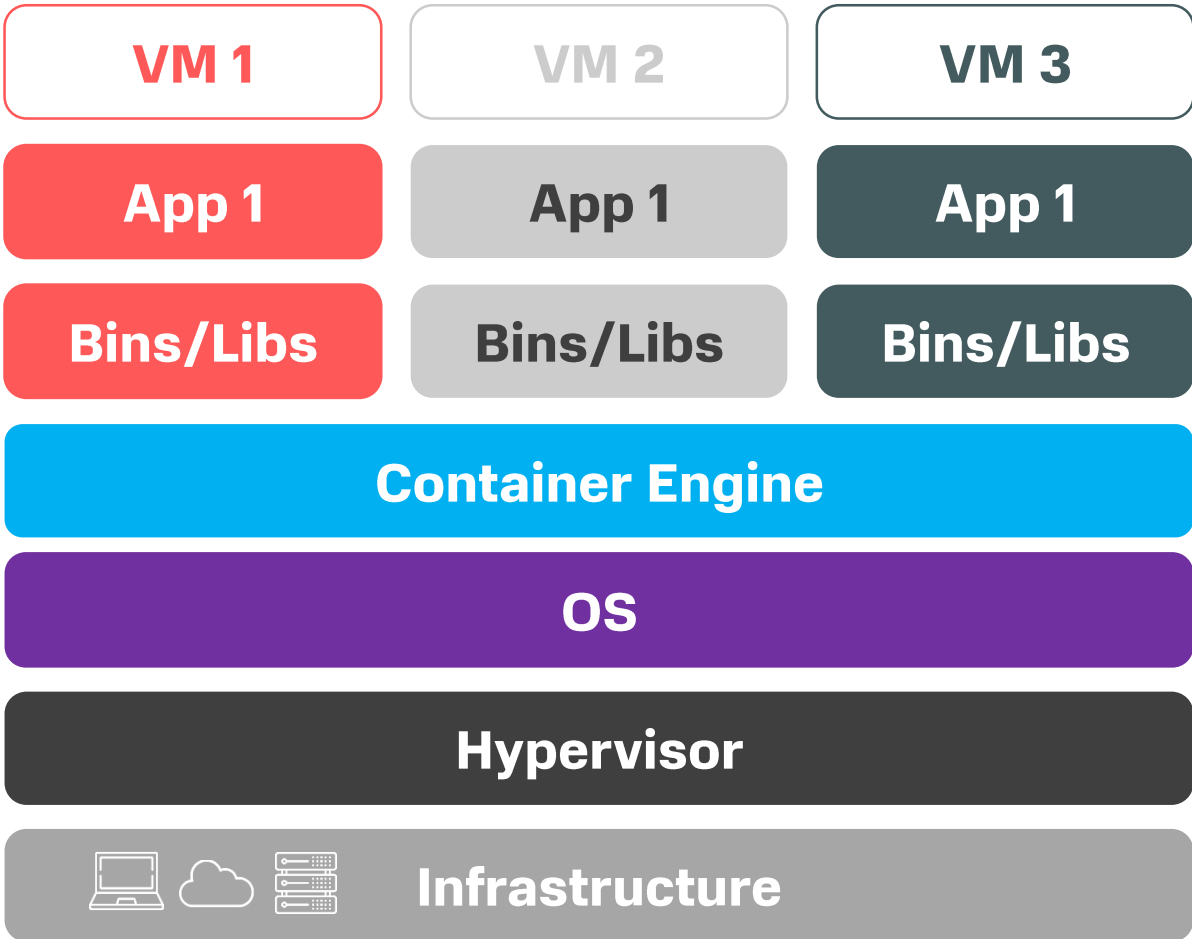 VM 1
VM 2
VM 3
App 1
App 1
App 1
Bins/Libs
Bins/Libs
Bins/Libs
Container Engine
OS
Hypervisor
Infrastructure